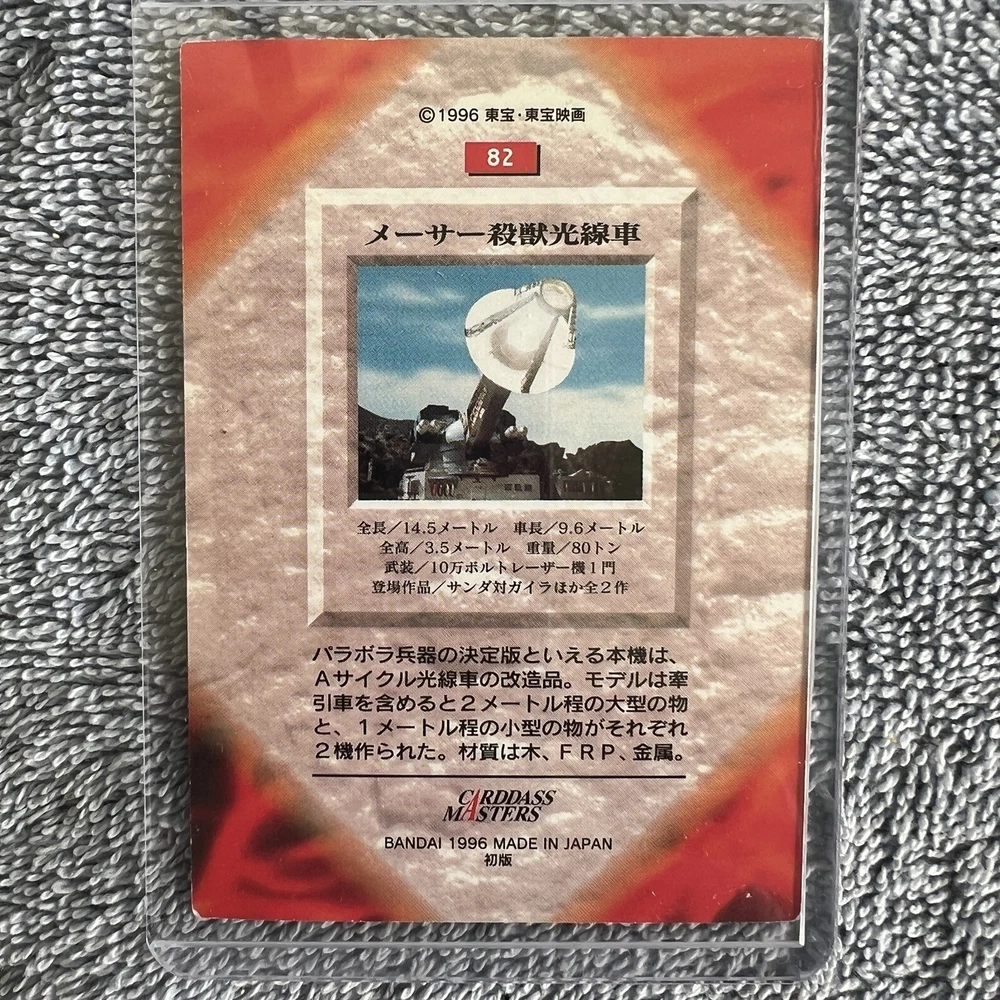 ©1996 東宝・東宝映画
82
メーサー殺獣光線車
全長/14.5メートル 車長/9.6メートル
全高/3.5メートル 重量/80トン
武装/10万ボルトレーザー機1門
登場作品/サンダ対ガイラほか全2作
パラボラ兵器の決定版といえる本機は、
Aサイクル光線車の改造品。モデルは牽
引車を含めると2メートル程の大型の物
と、1メートル程の小型の物がそれぞれ
2機作られた。材質は木、FRP、金属。
CARDDASS
MASTERS
BANDAI 1996 MADE IN JAPAN
初版